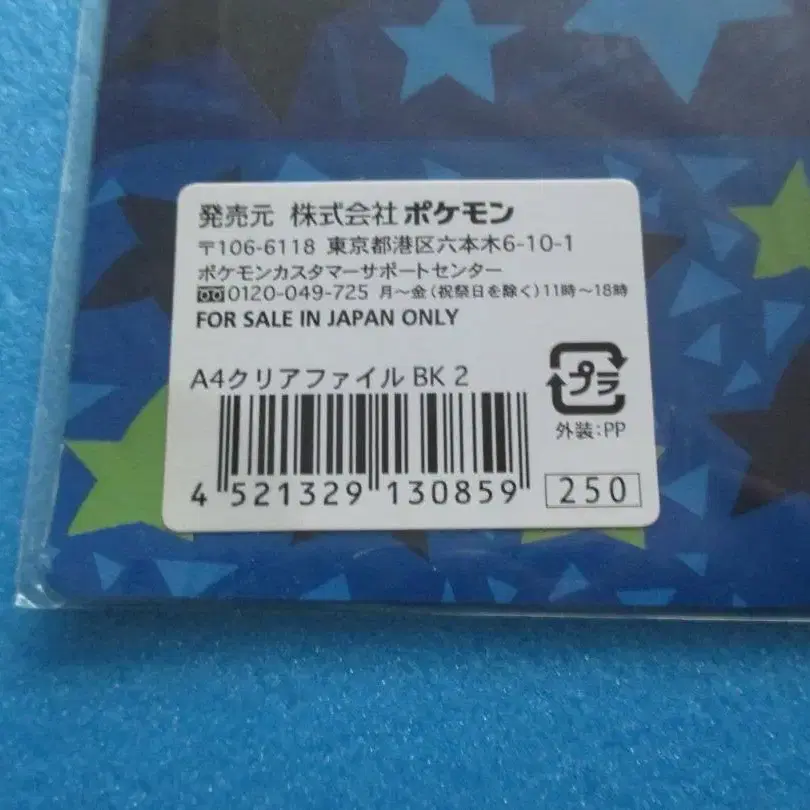 発売元 株式会社ポケモン
〒106-6118 東京都港区六本木6-10-1
ポケモンカスタマーサポートセンター
0120-049-725 月〜金(祝祭日を除く)11時〜18時
FOR SALE IN JAPAN ONLY
A4クリアファイル BK 2
プラ
外装:PP
4 521329 130859
250